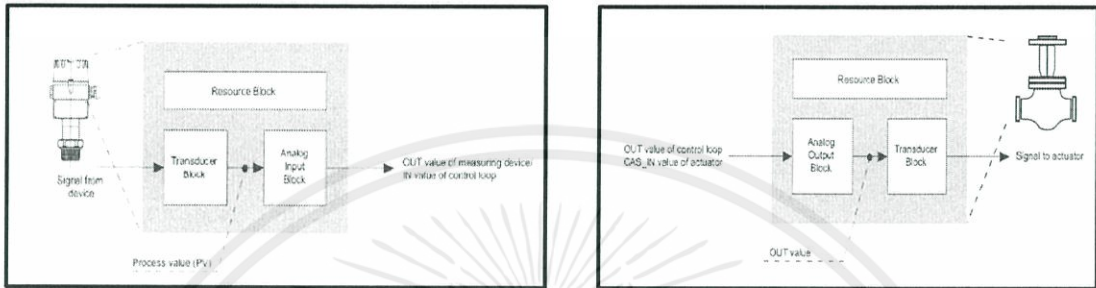 Resource Block
Transducer
Block
Analog
Input
Block
Signal from
device
OUT value of measuring device/
IN value of control loop
Process value (PV)
Resource Block
OUT value of control loop
CAS_IN value of actuator
Analog
Output
Block
Transducer
Block
Signal to actuator
OUT value